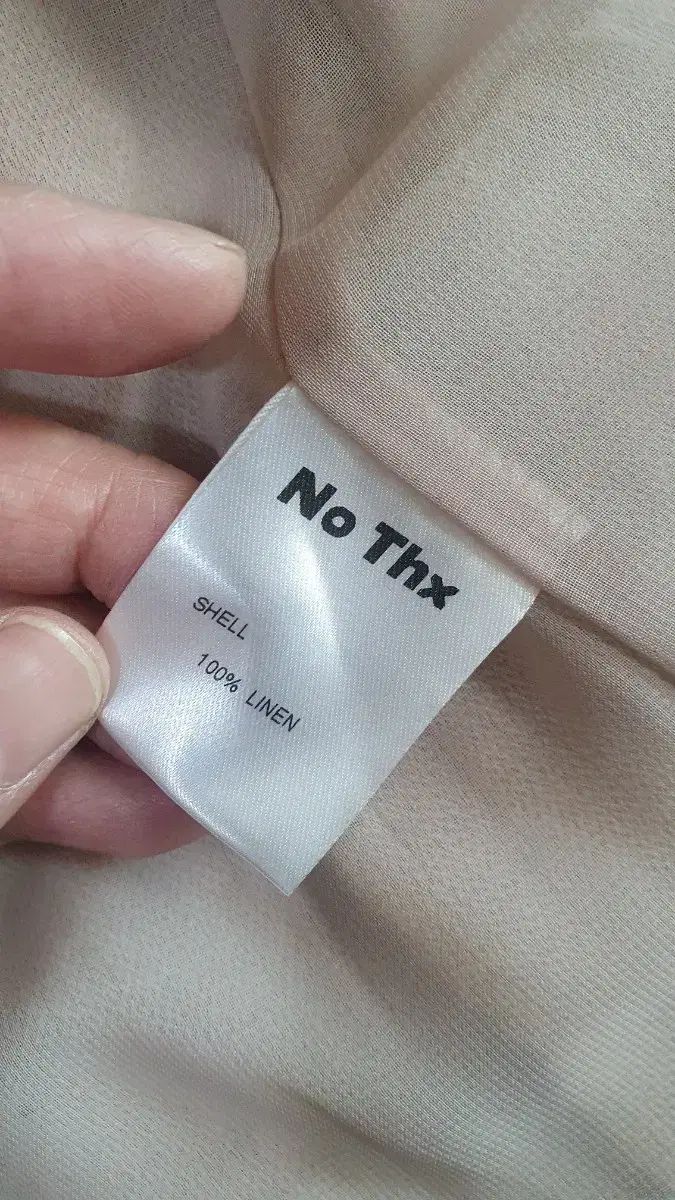 No Thx
SHELL
100% LINEN